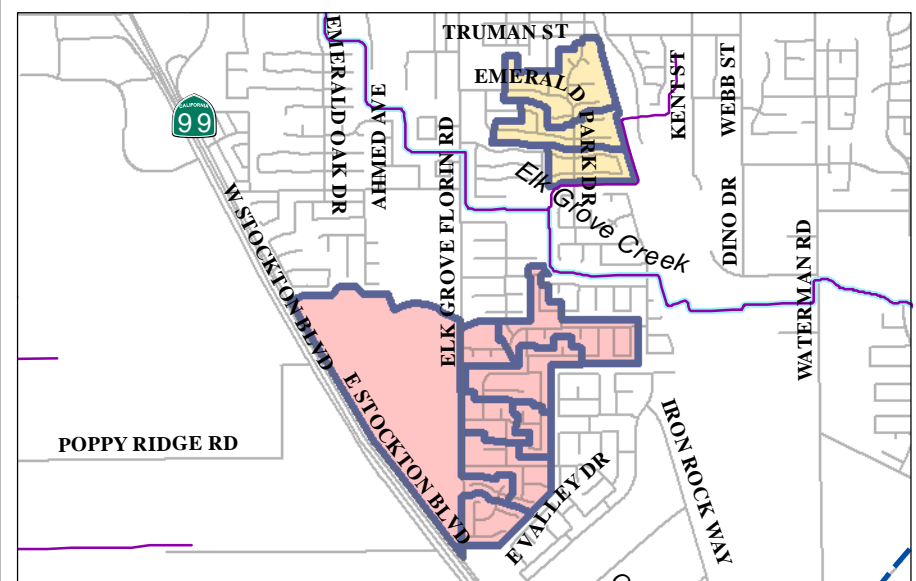 TRUMAN ST
EMERALD
PARK DR
KENT ST
WEBB ST
EMERALD OAK DR
AHMED AVE
CALIFORNIA
99
ELK GROVE FLORIN RD
Elk Grove Creek
DINO DR
WATERMAN RD
W STOCKTON BLVD
E STOCKTON BLVD
POPPY RIDGE RD
E VALLEY DR
IRON ROCK WAY